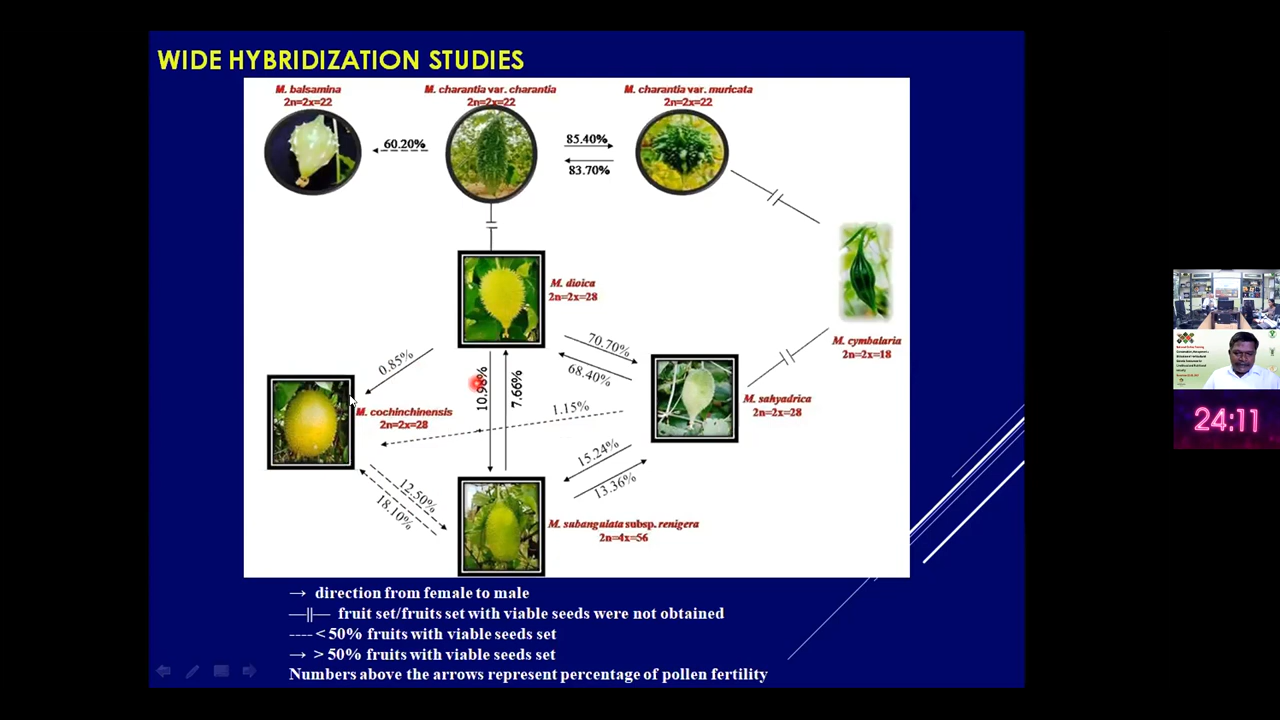 WIDE HYBRIDIZATION STUDIES
M. balsamina
2n=2x=22
M. charantia var. charantia
2n=2x=22
M. charantia var. muricata
2n=2x=22
60.20%
85.40%
83.70%
M. dioica
2n=2x=28
M. cymbalaria
2n=2x=18
70.70%
68.40%
0.85%
10.98%
7.66%
M. sahyadrica
2n=2x=28
M. cochinchinensis
2n=2x=28
1.15%
15.24%
13.36%
12.50%
18.10%
M. subangulata subsp. renigera
2n=4x=56
→ direction from female to male
—||— fruit set/fruits set with viable seeds were not obtained
---- < 50% fruits with viable seeds set
→ > 50% fruits with viable seeds set
Numbers above the arrows represent percentage of pollen fertility
24:11